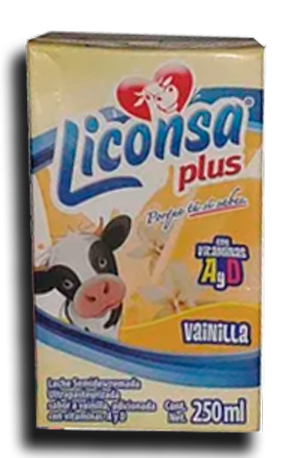 Liconsa®
plus
Porque tú si sabes.
con
vitaminas
A y D
vainilla
Leche Semidescremada
Ultrapasteurizada
sabor a vainilla, adicionada
con vitaminas A y D
Cont.
Net. 250 ml